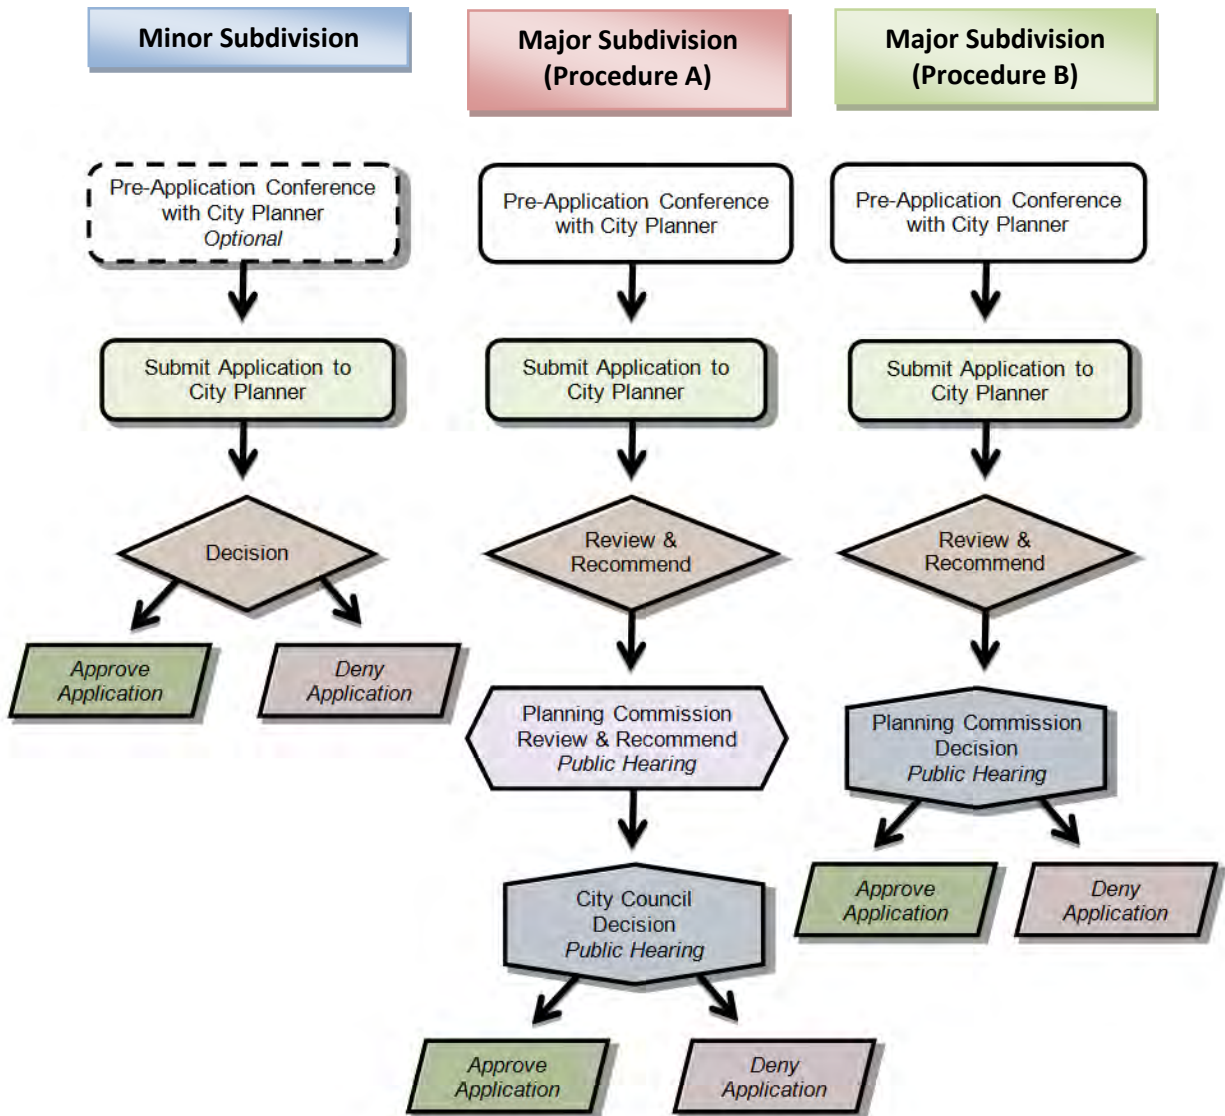 Minor Subdivision
Major Subdivision
(Procedure A)
Major Subdivision
(Procedure B)
Pre-Application Conference
with City Planner
Optional
Pre-Application Conference
with City Planner
Pre-Application Conference
with City Planner
Submit Application to
City Planner
Submit Application to
City Planner
Submit Application to
City Planner
Decision
Review &
Recommend
Review &
Recommend
Approve
Application
Deny
Application
Planning Commission
Review & Recommend
Public Hearing
Planning Commission
Decision
Public Hearing
City Council
Decision
Public Hearing
Approve
Application
Deny
Application
Approve
Application
Deny
Application